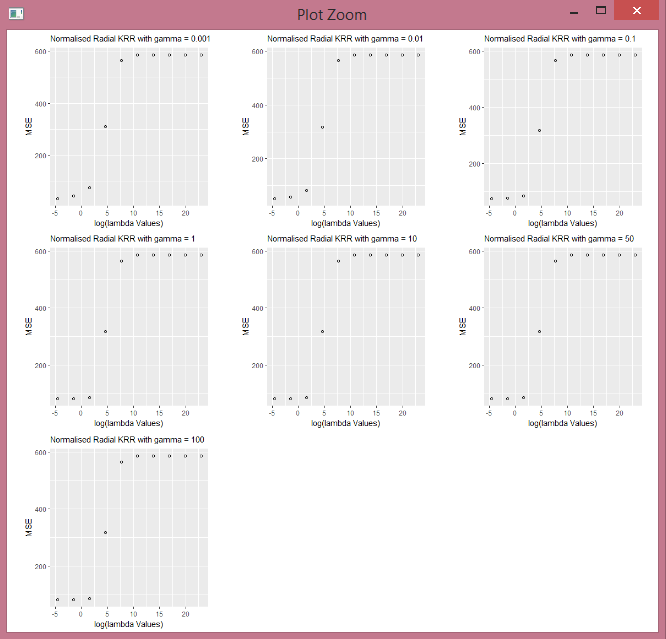 Plot Zoom
Normalised Radial KRR with gamma = 0.001
Normalised Radial KRR with gamma = 0.01
Normalised Radial KRR with gamma = 0.1
600
400
200
MSE
-5 0 5 10 15 20
log(lambda Values)
600
400
200
MSE
-5 0 5 10 15 20
log(lambda Values)
600
400
200
MSE
-5 0 5 10 15 20
log(lambda Values)
Normalised Radial KRR with gamma = 1
Normalised Radial KRR with gamma = 10
Normalised Radial KRR with gamma = 50
600
400
200
MSE
-5 0 5 10 15 20
log(lambda Values)
600
400
200
MSE
-5 0 5 10 15 20
log(lambda Values)
600
400
200
MSE
-5 0 5 10 15 20
log(lambda Values)
Normalised Radial KRR with gamma = 100
600
400
200
MSE
-5 0 5 10 15 20
log(lambda Values)